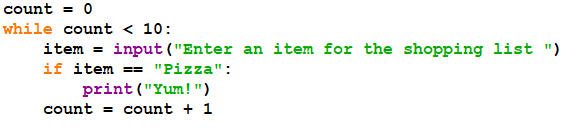 count = 0
while count < 10:
    item = input("Enter an item for the shopping list ")
    if item == "Pizza":
        print("Yum!")
    count = count + 1